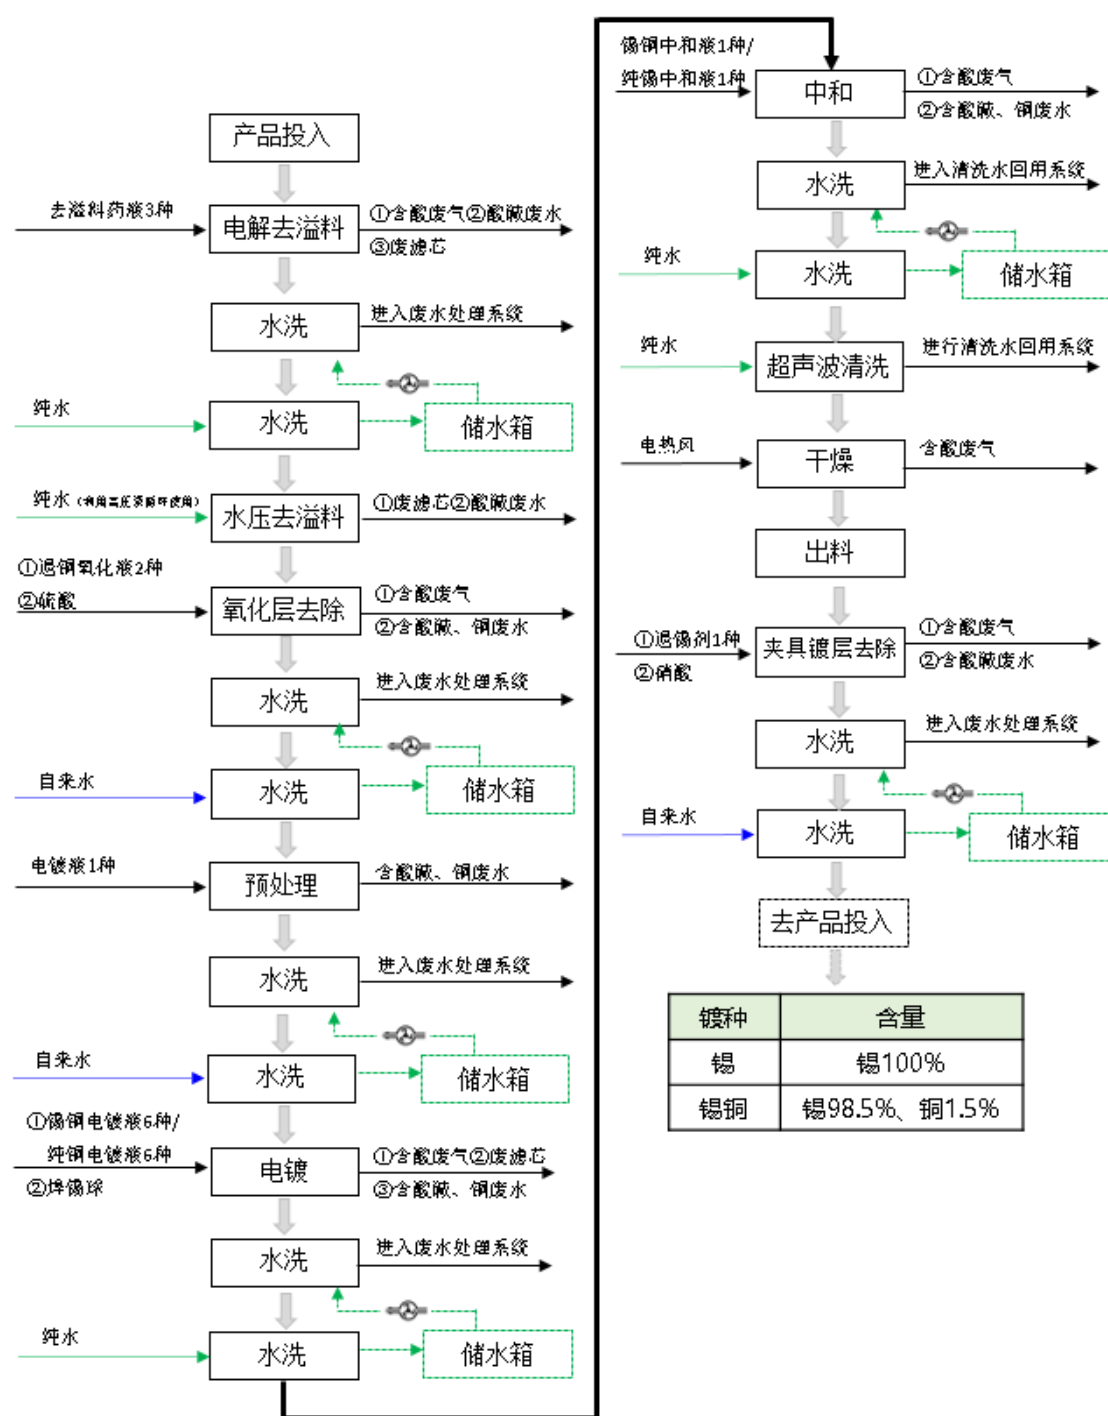 产品投入
去溢料药液3种
电解去溢料
①含酸废气②酸碱废水
③废滤芯
水洗
进入废水处理系统
纯水
水洗
储水箱
纯水（利用高压泵循环使用）
水压去溢料
①废滤芯②酸碱废水
①退铜氧化液2种
②硫酸
氧化层去除
①含酸废气
②含酸碱、铜废水
水洗
进入废水处理系统
自来水
水洗
储水箱
电镀液1种
预处理
含酸碱、铜废水
水洗
进入废水处理系统
自来水
水洗
储水箱
①锡铜电镀液6种/
纯铜电镀液6种
②焊锡球
电镀
①含酸废气②废滤芯
③含酸碱、铜废水
水洗
进入废水处理系统
纯水
水洗
储水箱
锡铜中和液1种/
纯锡中和液1种
中和
①含酸废气
②含酸碱、铜废水
水洗
进入清洗水回用系统
纯水
水洗
储水箱
纯水
超声波清洗
进行清洗水回用系统
电热风
干燥
含酸废气
出料
①退锡剂1种
②硝酸
夹具镀层去除
①含酸废气
②含酸碱废水
水洗
进入废水处理系统
自来水
水洗
储水箱
去产品投入
镀种 含量
锡 锡100%
锡铜 锡98.5%、铜1.5%